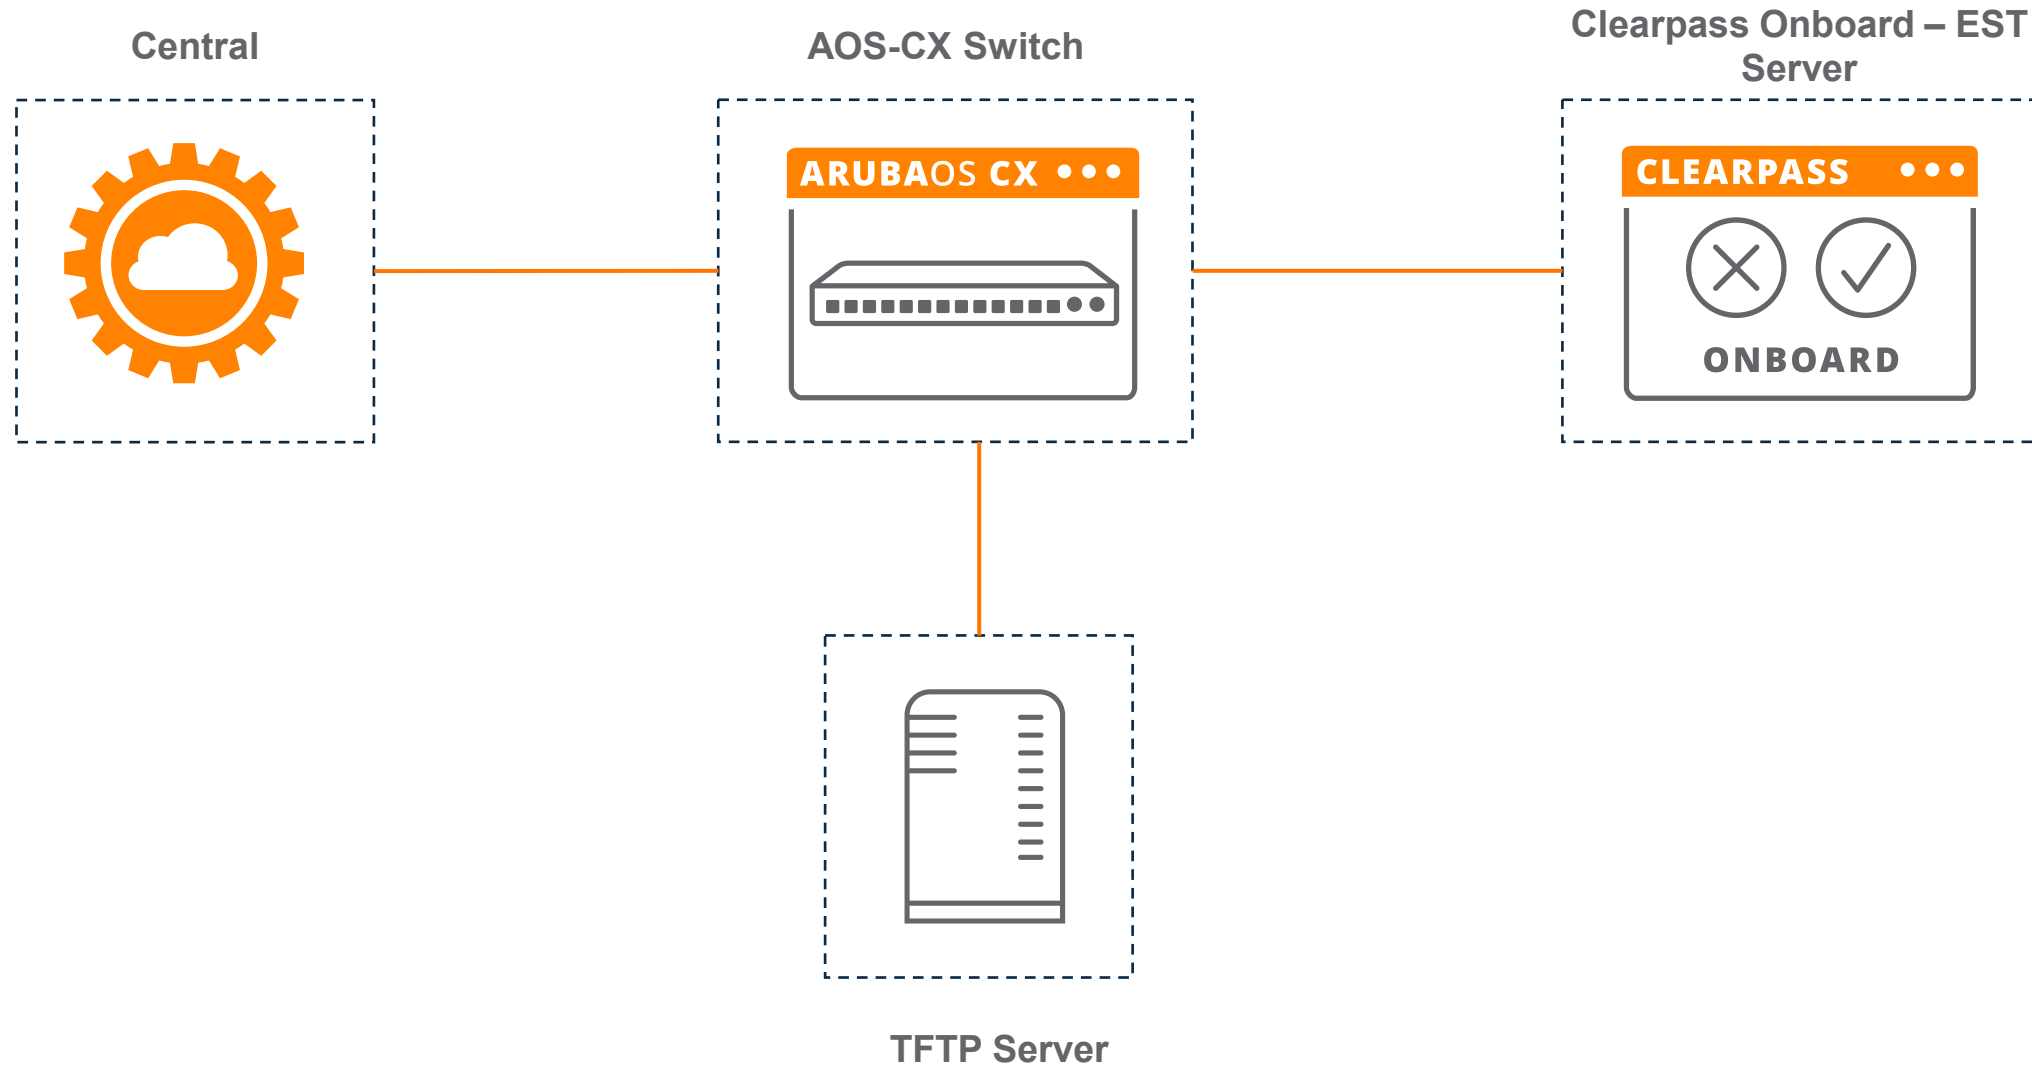 Central
AOS-CX Switch
Clearpass Onboard – EST
Server
ARUBAOS CX
CLEARPASS
ONBOARD
TFTP Server